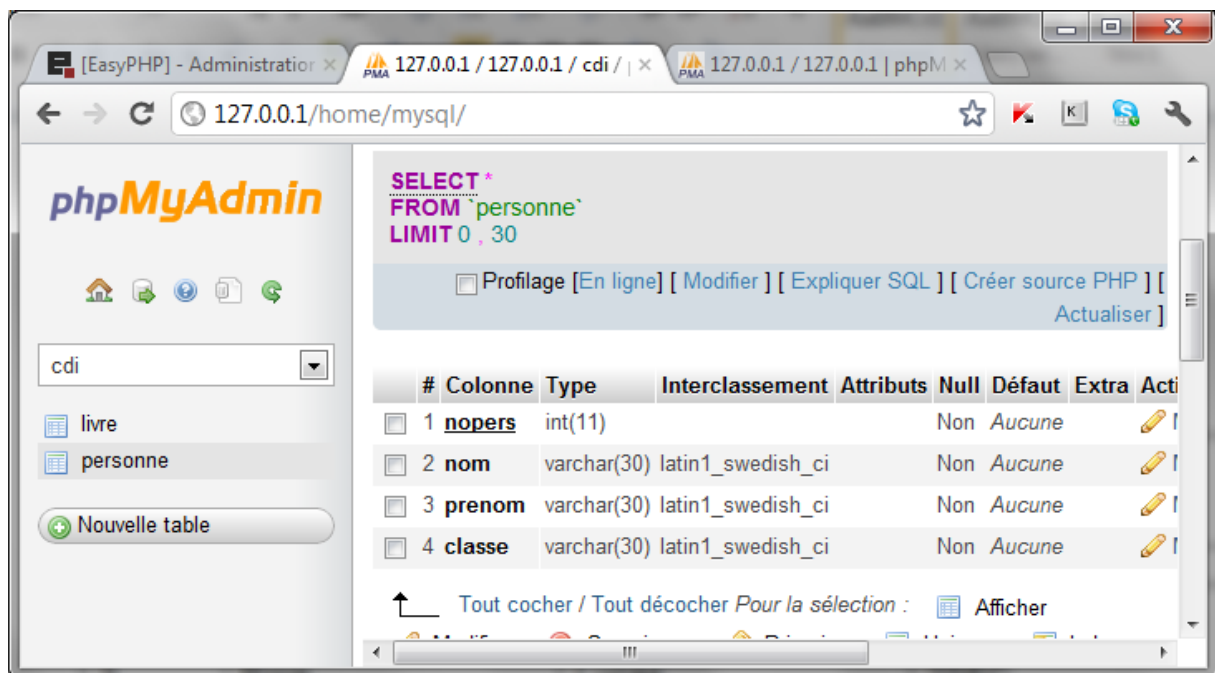 [EasyPHP] - Administration
127.0.0.1 / 127.0.0.1 / cdi / |
127.0.0.1 / 127.0.0.1 | phpM
127.0.0.1/home/mysql/
phpMyAdmin
cdi
livre
personne
Nouvelle table
SELECT *
FROM `personne`
LIMIT 0 , 30
Profilage [En ligne] [ Modifier ] [ Expliquer SQL ] [ Créer source PHP ] [
Actualiser ]
# Colonne Type Interclassement Attributs Null Défaut Extra Acti
1 nopers int(11) Non Aucune
2 nom varchar(30) latin1_swedish_ci Non Aucune
3 prenom varchar(30) latin1_swedish_ci Non Aucune
4 classe varchar(30) latin1_swedish_ci Non Aucune
Tout cocher / Tout décocher Pour la sélection : Afficher